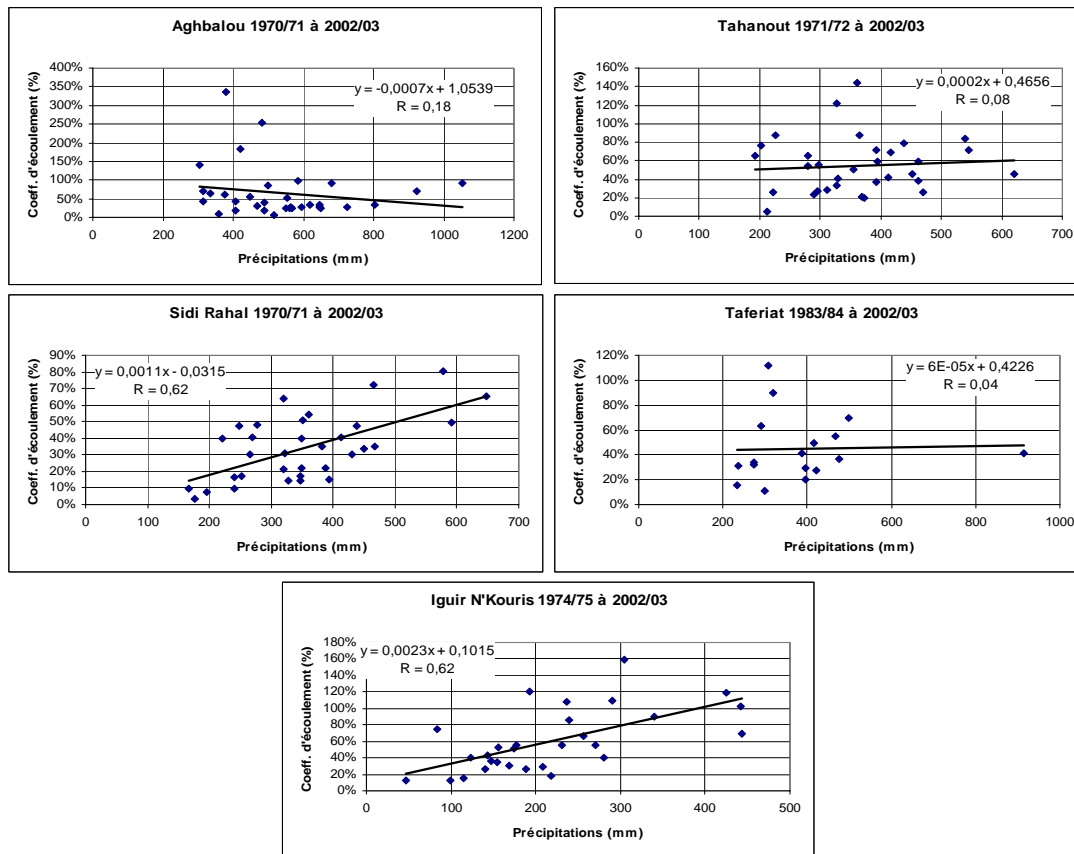 Aghbalou 1970/71 à 2002/03
400%
350%
300%
250%
200%
150%
100%
50%
0%
Coeff. d'écoulement (%)
y = -0,0007x + 1,0539
R = 0,18
0 200 400 600 800 1000 1200
Précipitations (mm)
Tahanout 1971/72 à 2002/03
160%
140%
120%
100%
80%
60%
40%
20%
0%
Coeff. d'écoulement (%)
y = 0,0002x + 0,4656
R = 0,08
0 100 200 300 400 500 600 700
Précipitations (mm)
Sidi Rahal 1970/71 à 2002/03
90%
80%
70%
60%
50%
40%
30%
20%
10%
0%
Coeff. d'écoulement (%)
y = 0,0011x - 0,0315
R = 0,62
0 100 200 300 400 500 600 700
Précipitations (mm)
Taferiat 1983/84 à 2002/03
120%
100%
80%
60%
40%
20%
0%
Coeff. d'écoulement (%)
y = 6E-05x + 0,4226
R = 0,04
0 200 400 600 800 1000
Précipitations (mm)
Iguir N'Kouris 1974/75 à 2002/03
180%
160%
140%
120%
100%
80%
60%
40%
20%
0%
Coeff. d'écoulement (%)
y = 0,0023x + 0,1015
R = 0,62
0 100 200 300 400 500
Précipitations (mm)